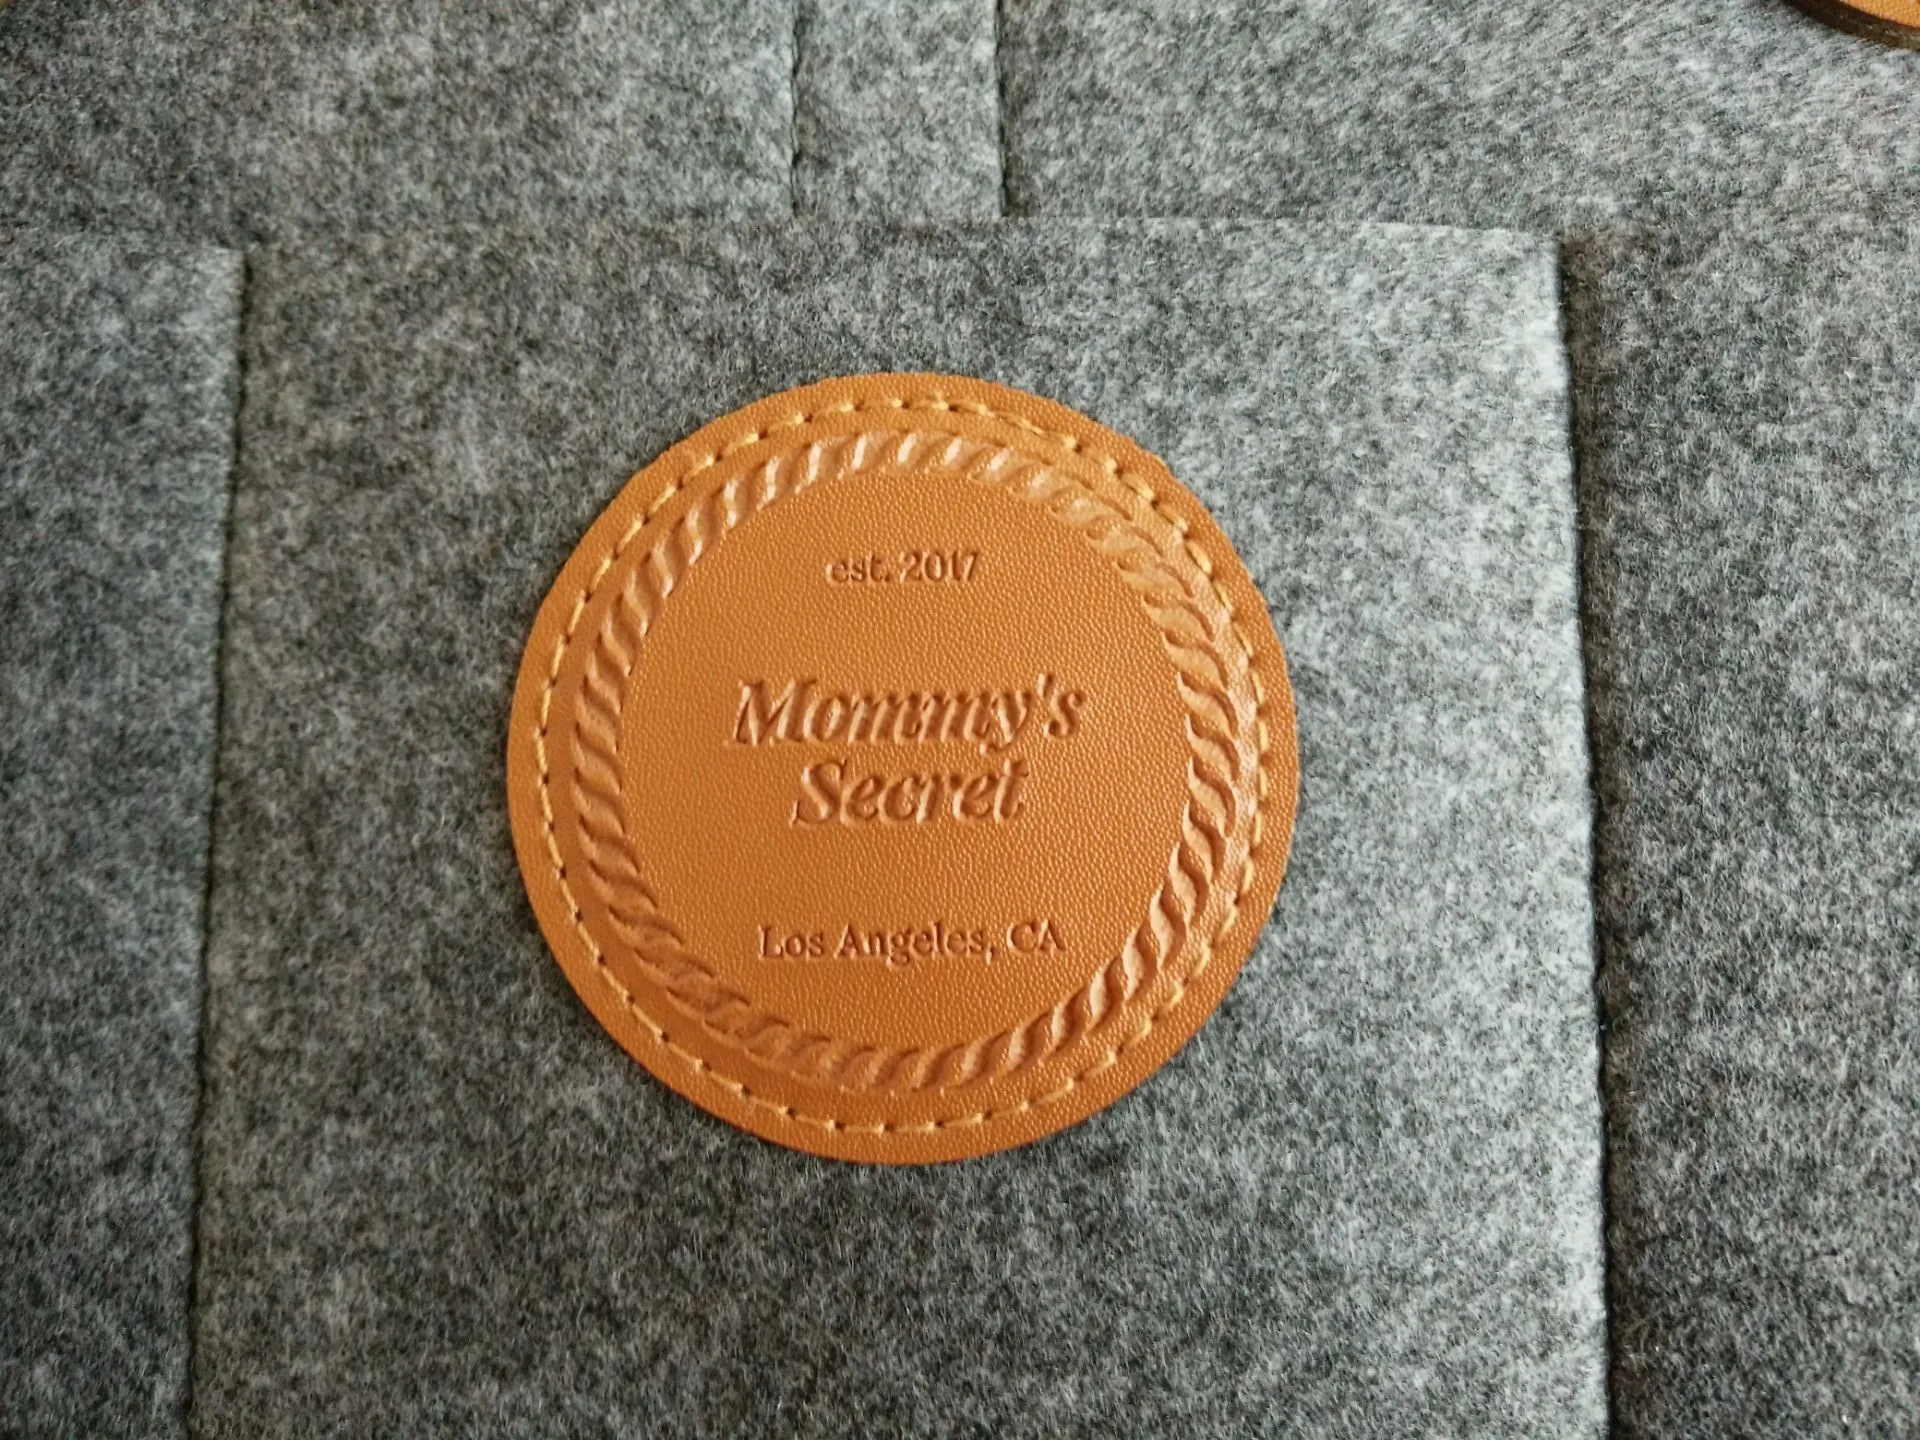 est. 2017
Mommy's
Secret
Los Angeles, CA